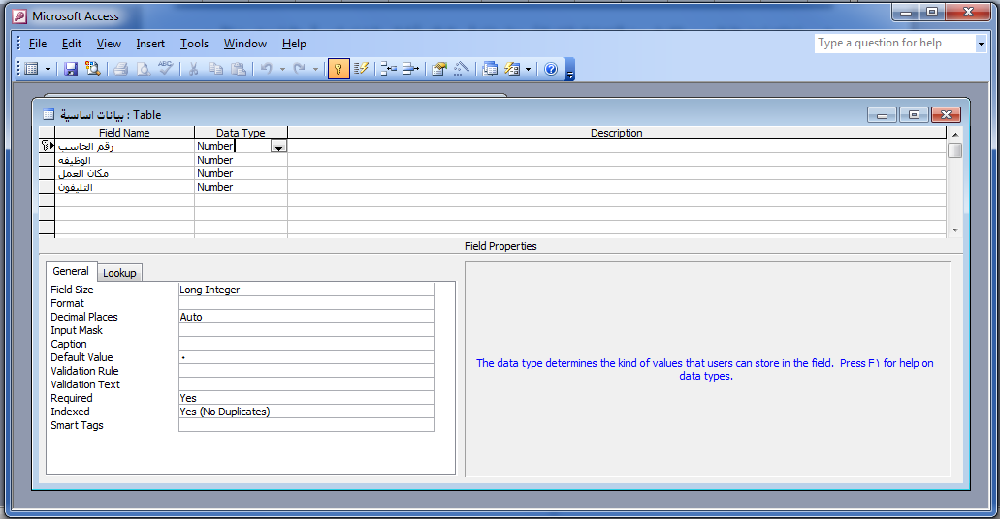 Microsoft Access
File Edit View Insert Tools Window Help
Type a question for help
بيانات اساسية : Table
Field Name Data Type Description
رقم الحاسب Number
الوظيفه Number
مكان العمل Number
التليفون Number
Field Properties
General Lookup
Field Size Long Integer
Format
Decimal Places Auto
Input Mask
Caption
Default Value ٠
Validation Rule
Validation Text
Required Yes
Indexed Yes (No Duplicates)
Smart Tags
The data type determines the kind of values that users can store in the field. Press F١ for help on
data types.